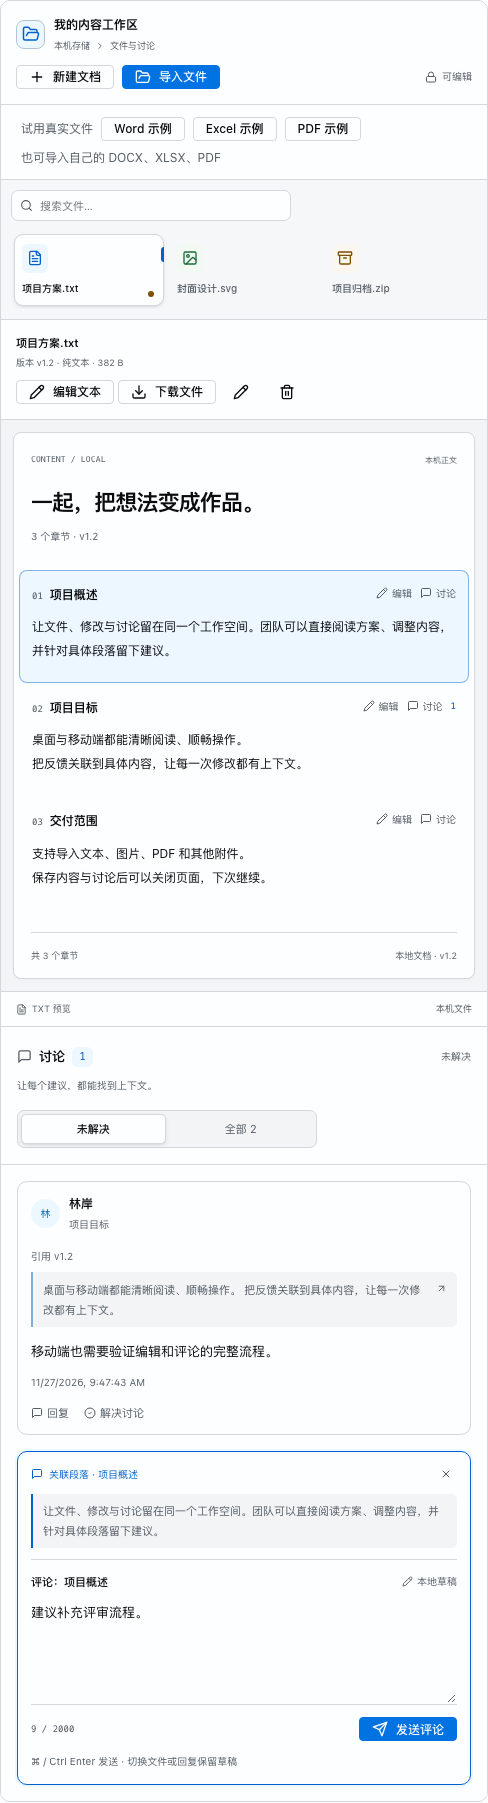 我的内容工作区
本机存储 > 文件与讨论
新建文档 导入文件 可编辑
试用真实文件 Word 示例 Excel 示例 PDF 示例
也可导入自己的 DOCX、XLSX、PDF
搜索文件...
项目方案.txt 封面设计.svg 项目归档.zip
项目方案.txt
版本 v1.2 · 纯文本 · 382 B
编辑文本 下载文件
CONTENT / LOCAL 本机正文
一起，把想法变成作品。
3 个章节 · v1.2
01 项目概述 编辑 讨论
让文件、修改与讨论留在同一个工作空间。团队可以直接阅读方案、调整内容，
并针对具体段落留下建议。
02 项目目标 编辑 讨论 1
桌面与移动端都能清晰阅读、顺畅操作。
把反馈关联到具体内容，让每一次修改都有上下文。
03 交付范围 编辑 讨论
支持导入文本、图片、PDF 和其他附件。
保存内容与讨论后可以关闭页面，下次继续。
共 3 个章节 本地文档 · v1.2
TXT 预览 本机文件
讨论 1 未解决
让每个建议，都能找到上下文。
未解决 全部 2
林 林岸
项目目标
引用 v1.2
桌面与移动端都能清晰阅读、顺畅操作。 把反馈关联到具体内容，让每一次修
改都有上下文。
移动端也需要验证编辑和评论的完整流程。
11/27/2026, 9:47:43 AM
回复 解决讨论
关联段落 · 项目概述
让文件、修改与讨论留在同一个工作空间。团队可以直接阅读方案、调整内容，并
针对具体段落留下建议。
评论：项目概述 本地草稿
建议补充评审流程。
9 / 2000 发送评论
⌘ / Ctrl Enter 发送 · 切换文件或回复保留草稿